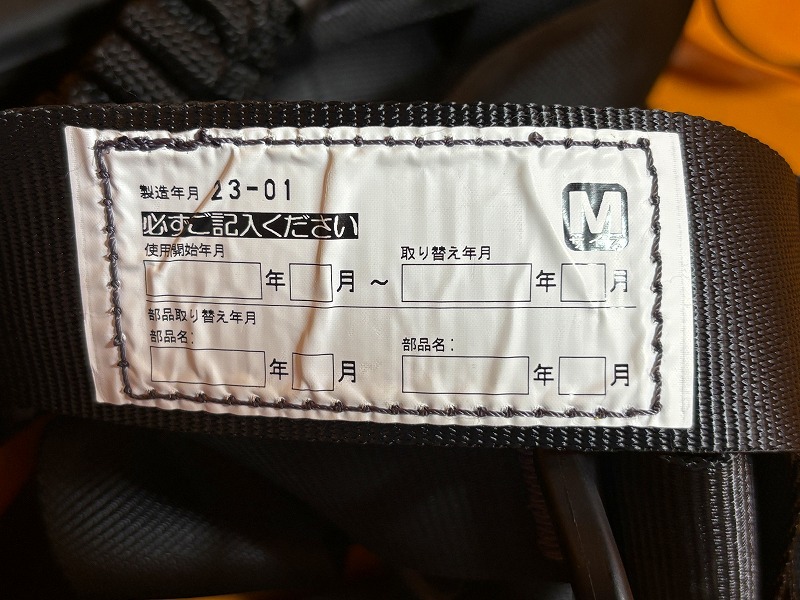 製造年月 23-01
M
必ずご記入ください
使用開始年月 取り替え年月
年 月 ~ 年 月
部品取り替え年月
部品名: 部品名:
年 月 年 月